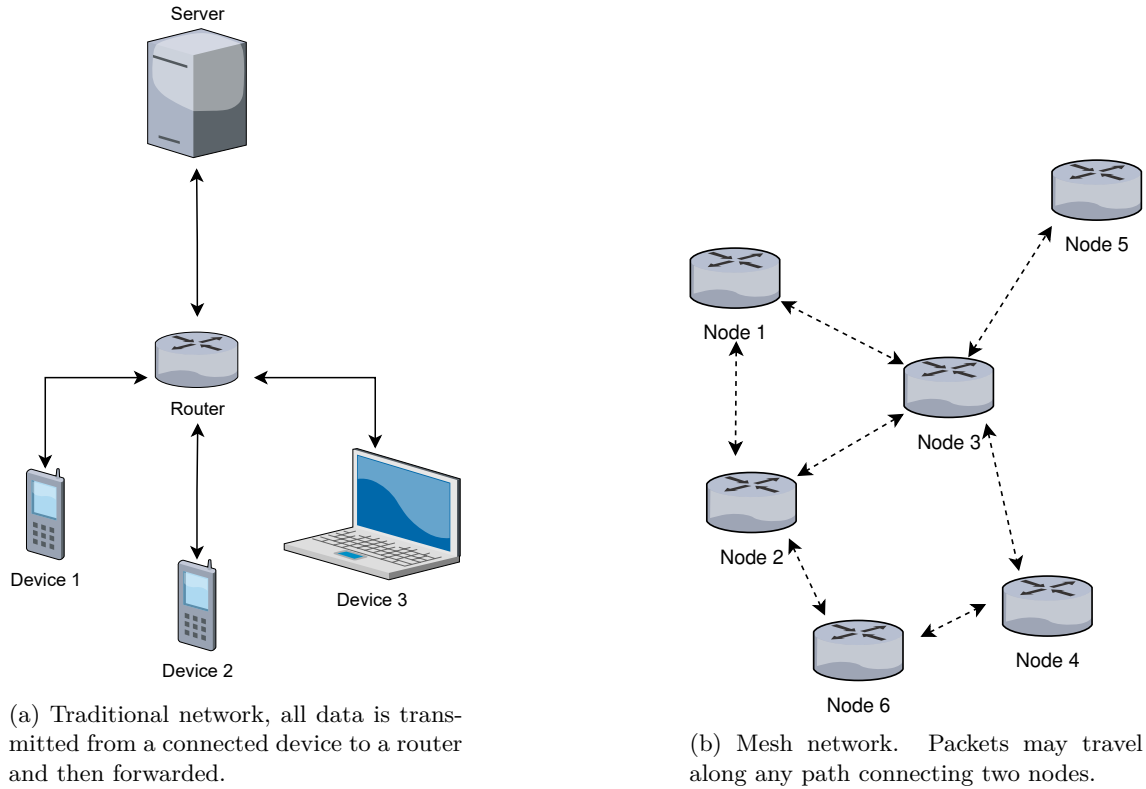 Server
Router
Device 1
Device 2
Device 3
(a) Traditional network, all data is trans-
mitted from a connected device to a router
and then forwarded.
Node 5
Node 1
Node 3
Node 2
Node 4
Node 6
(b) Mesh network. Packets may travel
along any path connecting two nodes.